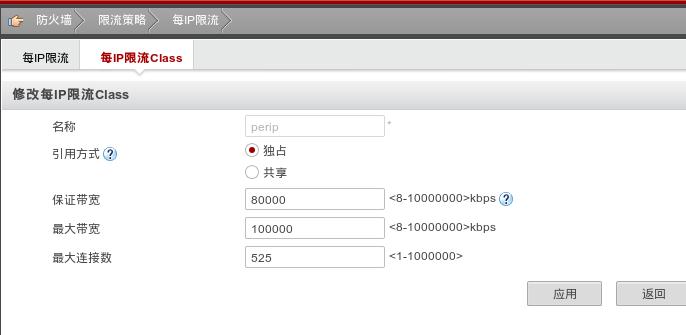 防火墙 限流策略 每IP限流
每IP限流 每IP限流Class
修改每IP限流Class
名称 perip *
引用方式 ? 独占
共享
保证带宽 80000 <8-10000000>kbps ?
最大带宽 100000 <8-10000000>kbps
最大连接数 525 <1-1000000>
应用 返回